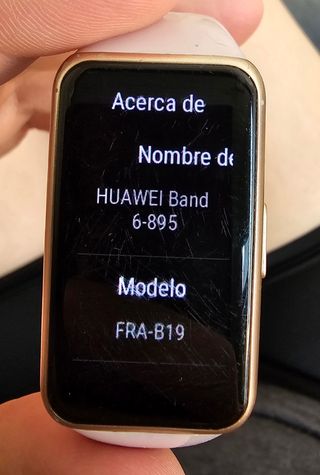 Acerca de
Nombre de
HUAWEI Band
6-895
Modelo
FRA-B19